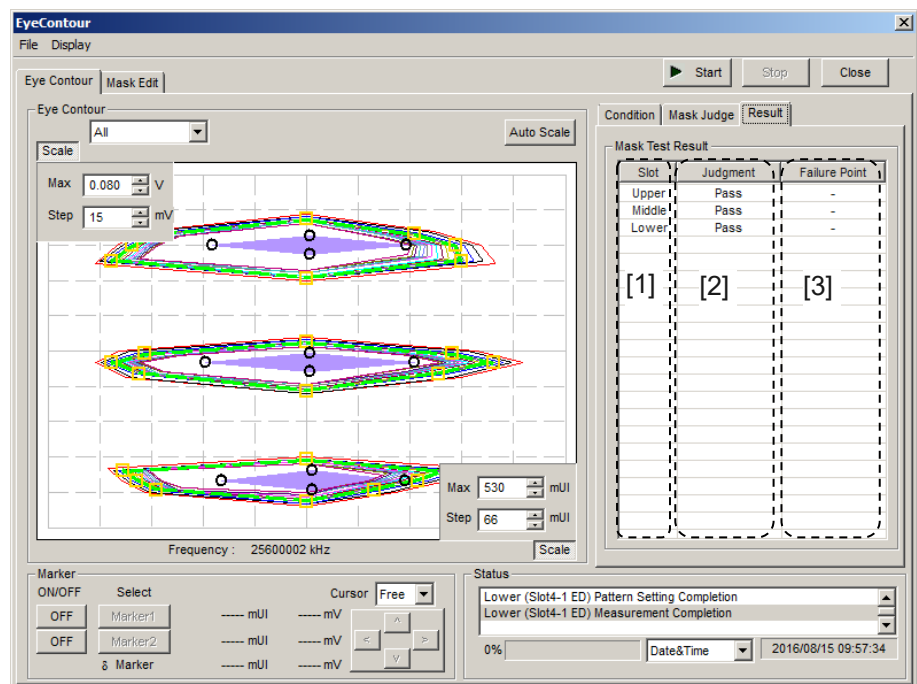 EyeContour
File Display
Start Stop Close
Eye Contour Mask Edit
Eye Contour
All
Auto Scale
Scale
Max 0.080 V
Step 15 mV
Max 530 mUI
Step 66 mUI
Frequency : 25600002 kHz
Scale
Condition Mask Judge Result
Mask Test Result
Slot Judgment Failure Point
Upper Pass -
Middle Pass -
Lower Pass -
[1] [2] [3]
Marker
ON/OFF Select Cursor Free
OFF Marker1 ----- mUI ----- mV
OFF Marker2 ----- mUI ----- mV
δ Marker ----- mUI ----- mV
^
< >
v
Status
Lower (Slot4-1 ED) Pattern Setting Completion
Lower (Slot4-1 ED) Measurement Completion
0% Date&Time 2016/08/15 09:57:34